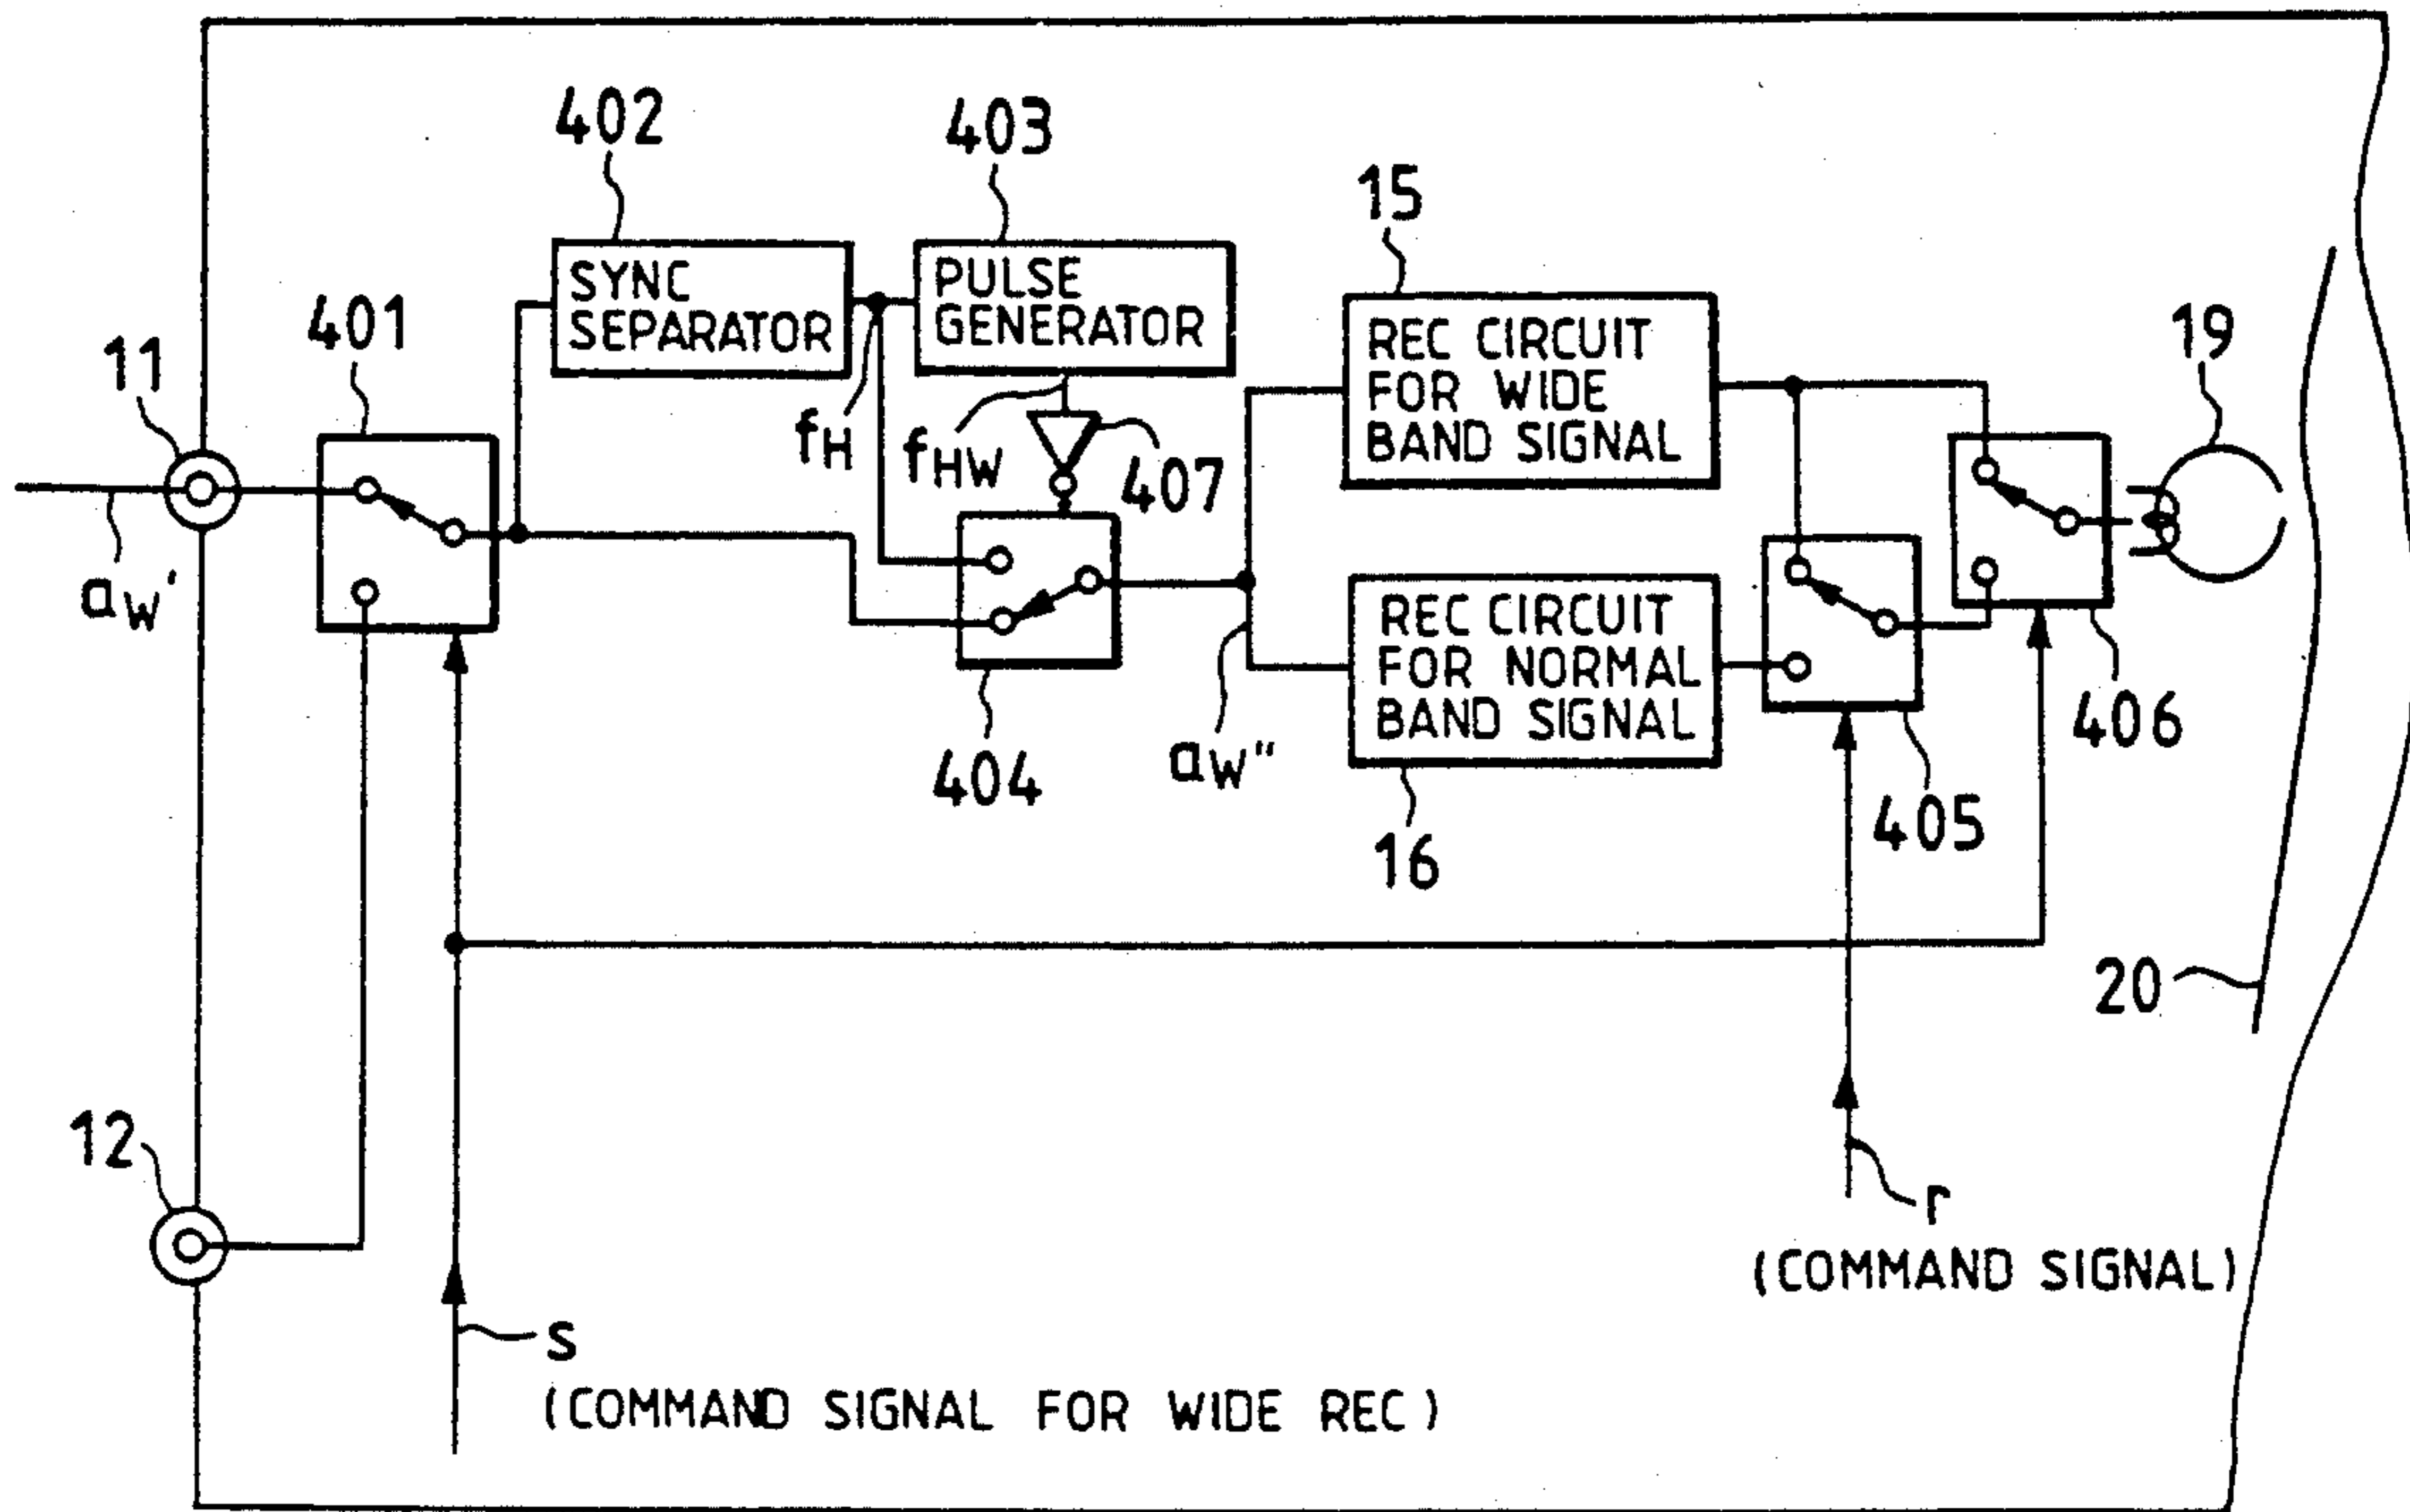 402
403
15
SYNC
SEPARATOR
PULSE
GENERATOR
401
11
19
REC CIRCUIT
FOR WIDE
BAND SIGNAL
fH
fHW
407
aw'
REC CIRCUIT
FOR NORMAL
BAND SIGNAL
404
aw"
406
405
16
20
12
r
(COMMAND SIGNAL)
s
(COMMAND SIGNAL FOR WIDE REC)